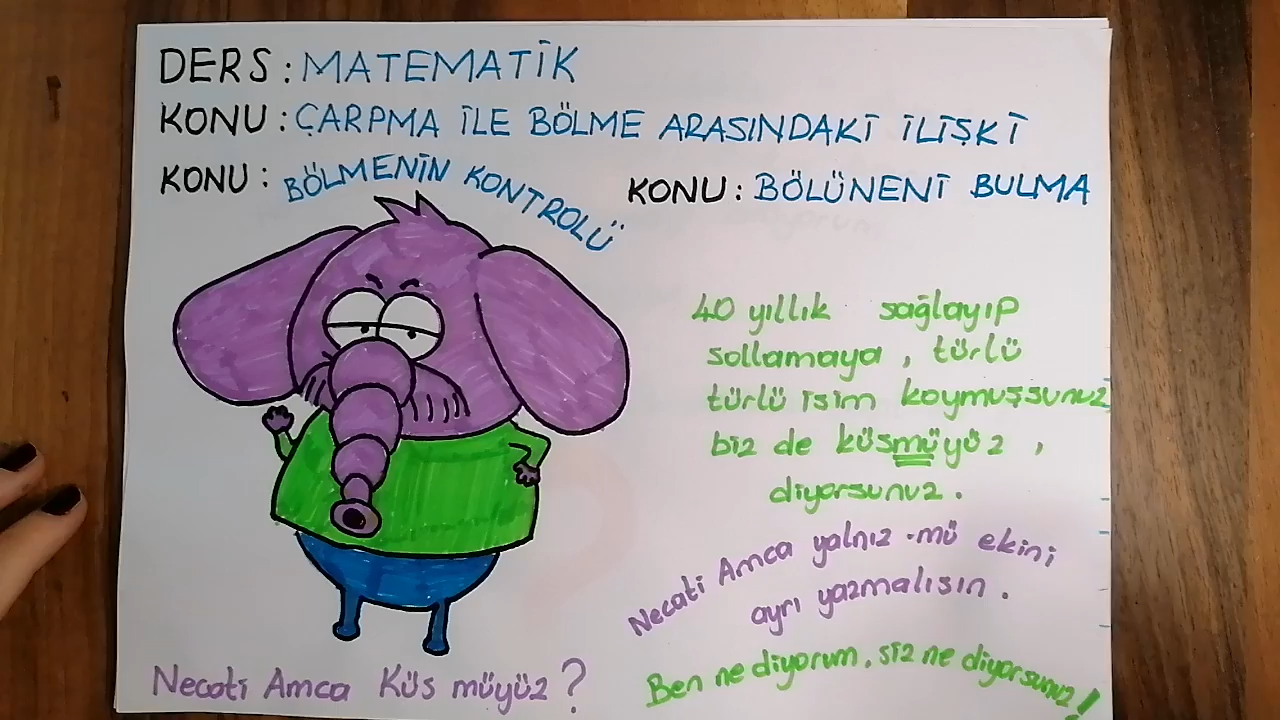 DERS: MATEMATİK
KONU: ÇARPMA İLE BÖLME ARASINDAKİ İLİŞKİ
KONU: BÖLMENİN KONTROLÜ
KONU: BÖLÜNENİ BULMA
40 yıllık sağlayıp
sollamaya, türlü
türlü isim koymuşsunuz
biz de küsmüyüz,
diyorsunuz.
Necati Amca yalnız -mü ekini
ayrı yazmalısın.
Ben ne diyorum, siz ne diyorsunuz!
Necati Amca Küs müyüz?